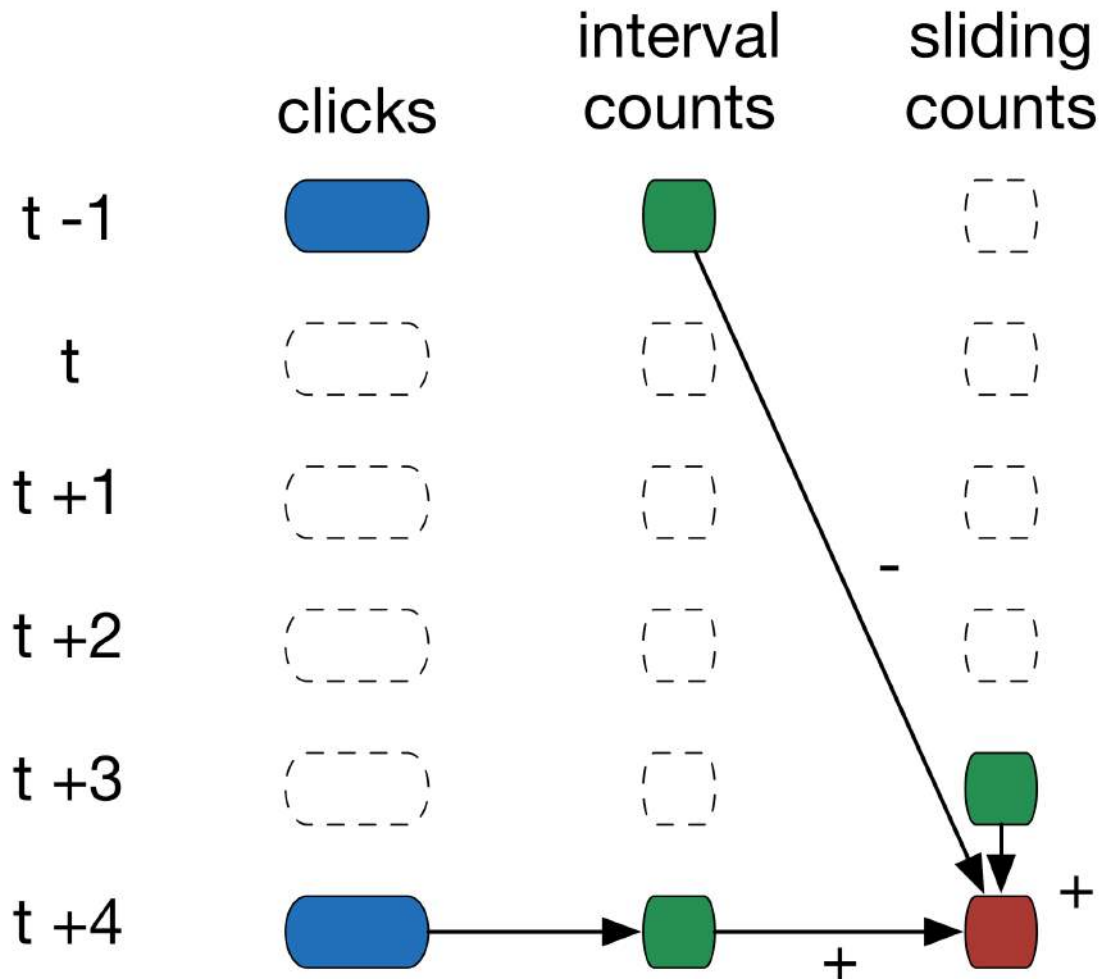 interval
counts
sliding
counts
clicks
t -1
t
t +1
-
t +2
t +3
+
t +4
+